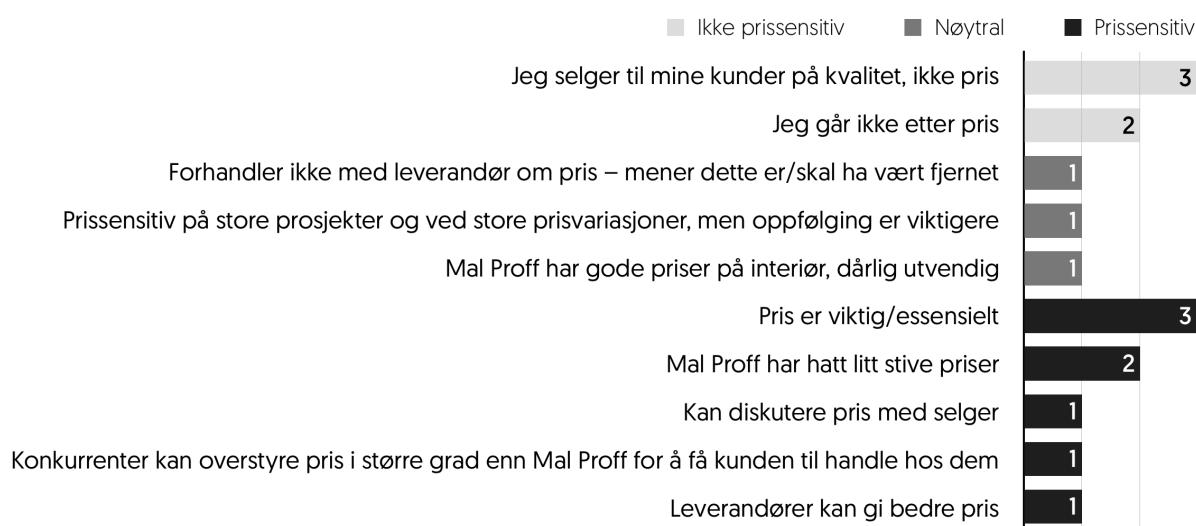 Ikke prissensitiv Nøytral Prissensitiv
Jeg selger til mine kunder på kvalitet, ikke pris 3
Jeg går ikke etter pris 2
Forhandler ikke med leverandør om pris – mener dette er/skal ha vært fjernet 1
Prissensitiv på store prosjekter og ved store prisvariasjoner, men oppfølging er viktigere 1
Mal Proff har gode priser på interiør, dårlig utvendig 1
Pris er viktig/essensielt 3
Mal Proff har hatt litt stive priser 2
Kan diskutere pris med selger 1
Konkurrenter kan overstyre pris i større grad enn Mal Proff for å få kunden til handle hos dem 1
Leverandører kan gi bedre pris 1